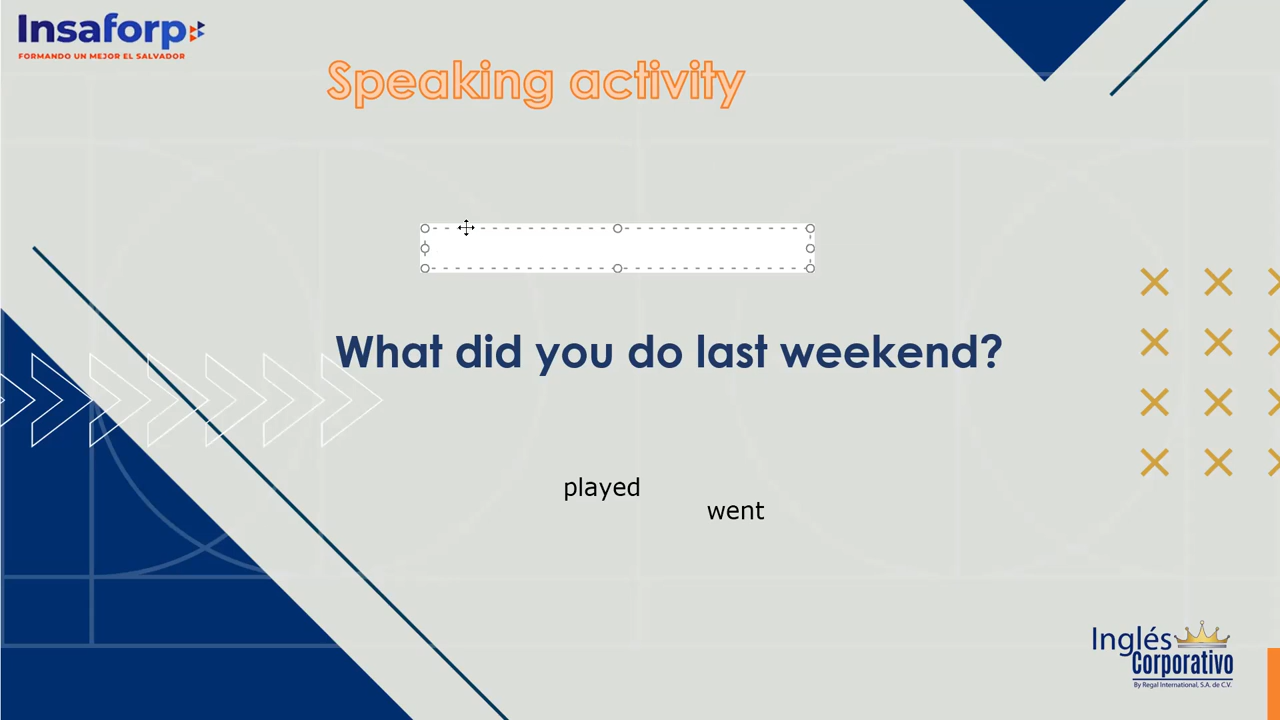 Insaforp
FORMANDO UN MEJOR EL SALVADOR
Speaking activity
What did you do last weekend?
played
went
Inglés
Corporativo
By Regal International, S.A. de C.V.